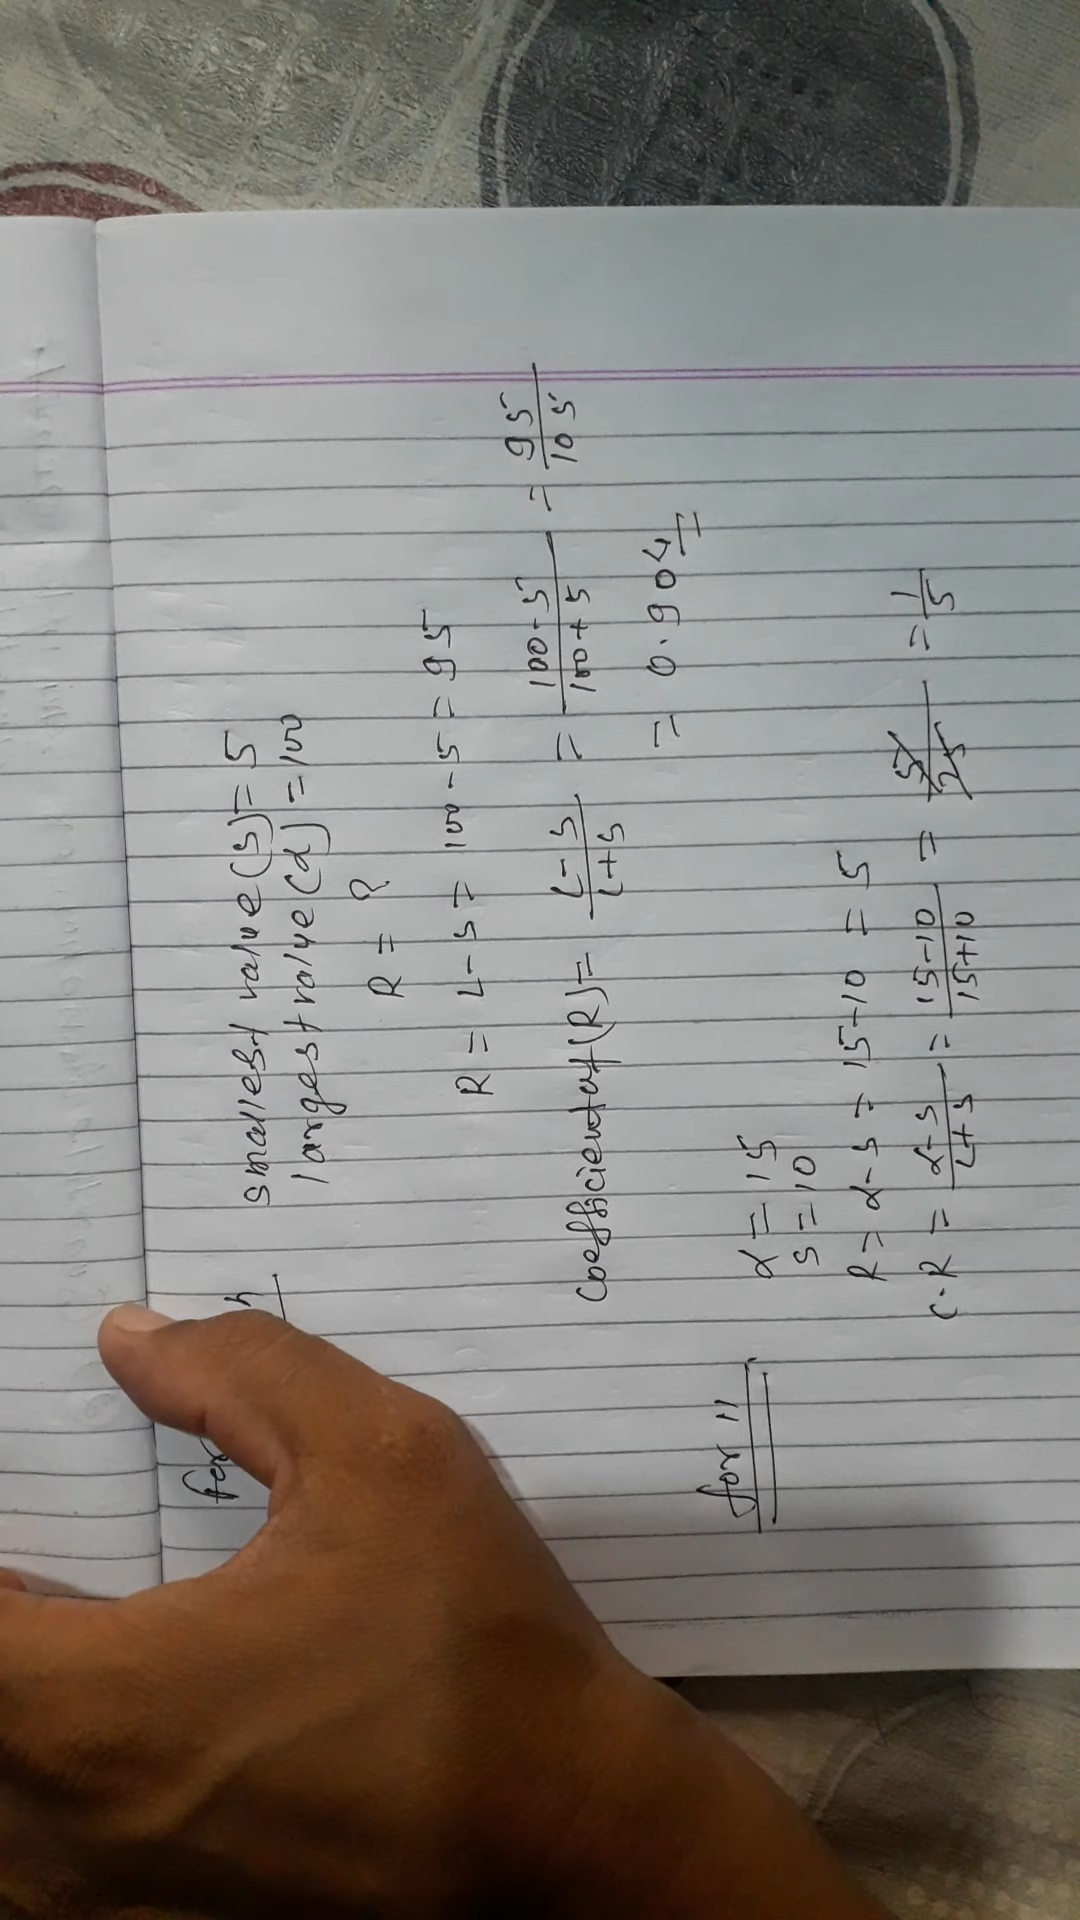 for
smallest value (s) = 5
largest value (L) = 100
R = ?
R = L - s = 100 - 5 = 95
Coefficient of (R) = L - s / L + s = 100 - 5 / 100 + 5 = 95 / 105
= 0.904
for 11
L = 15
s = 10
R = L - s = 15 - 10 = 5
C.R = L - s / L + s = 15 - 10 / 15 + 10 = 5 / 25 = 1 / 5